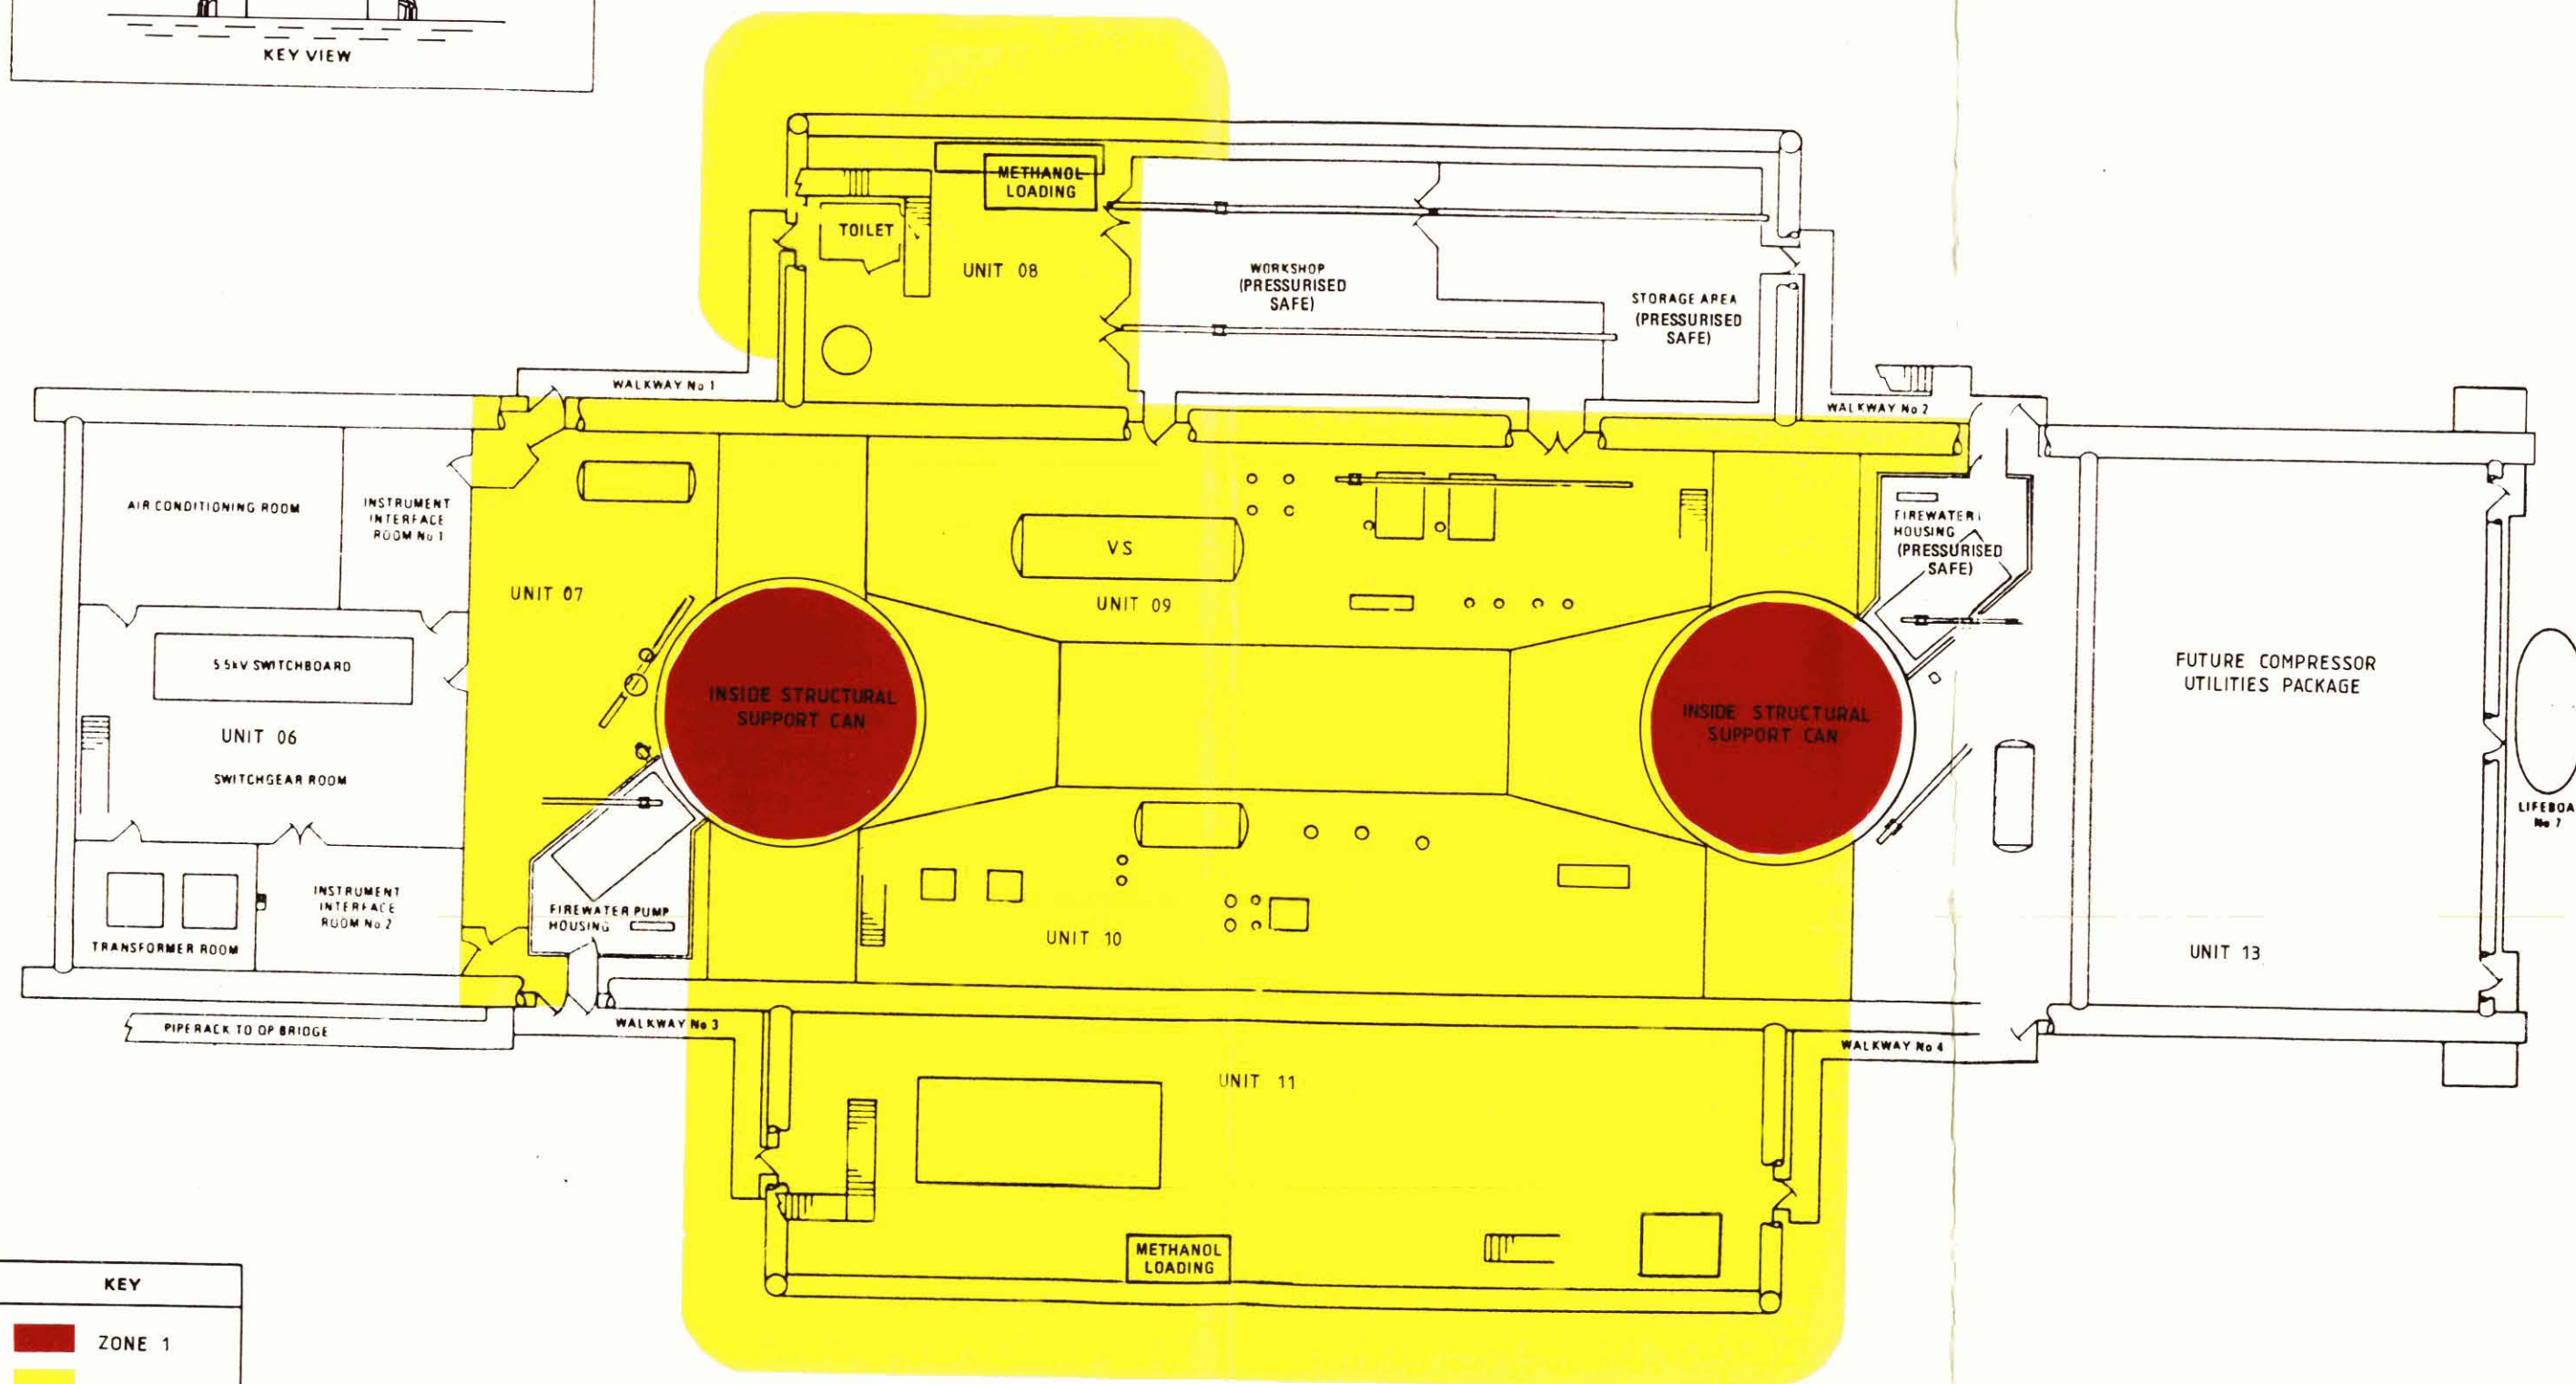 KEY VIEW
METHANOL
LOADING
TOILET
UNIT 08
WORKSHOP
(PRESSURISED
SAFE)
STORAGE AREA
(PRESSURISED
SAFE)
WALKWAY No 1
WALKWAY No 2
AIR CONDITIONING ROOM
INSTRUMENT
INTERFACE
ROOM No 1
UNIT 07
VS
UNIT 09
FIREWATER
HOUSING
(PRESSURISED
SAFE)
5.5kV SWITCHBOARD
UNIT 06
SWITCHGEAR ROOM
INSIDE STRUCTURAL
SUPPORT CAN
INSIDE STRUCTURAL
SUPPORT CAN
FUTURE COMPRESSOR
UTILITIES PACKAGE
LIFEBOA
No 7
INSTRUMENT
INTERFACE
ROOM No 2
TRANSFORMER ROOM
FIREWATER PUMP
HOUSING
UNIT 10
UNIT 13
PIPERACK TO QP BRIDGE
WALKWAY No 3
WALKWAY No 4
UNIT 11
METHANOL
LOADING
KEY
ZONE 1